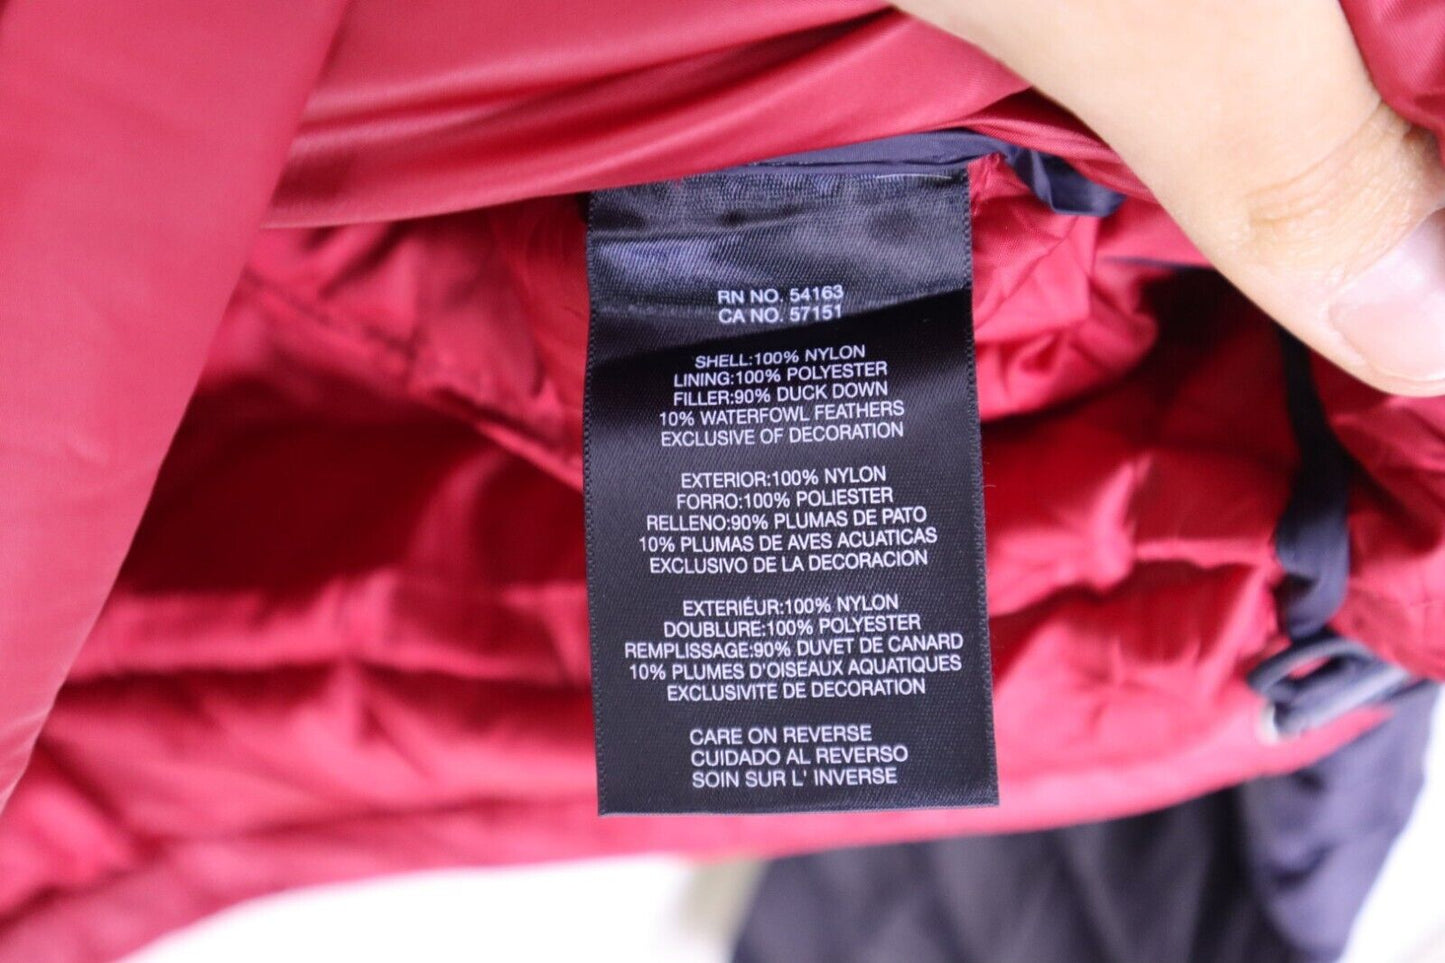 RN NO. 54163
CA NO. 57151
SHELL:100% NYLON
LINING:100% POLYESTER
FILLER:90% DUCK DOWN
10% WATERFOWL FEATHERS
EXCLUSIVE OF DECORATION
EXTERIOR:100% NYLON
FORRO:100% POLIESTER
RELLENO:90% PLUMAS DE PATO
10% PLUMAS DE AVES ACUATICAS
EXCLUSIVO DE LA DECORACION
EXTERIÉUR:100% NYLON
DOUBLURE:100% POLYESTER
REMPLISSAGE:90% DUVET DE CANARD
10% PLUMES D'OISEAUX AQUATIQUES
EXCLUSIVITE DE DECORATION
CARE ON REVERSE
CUIDADO AL REVERSO
SOIN SUR L' INVERSE